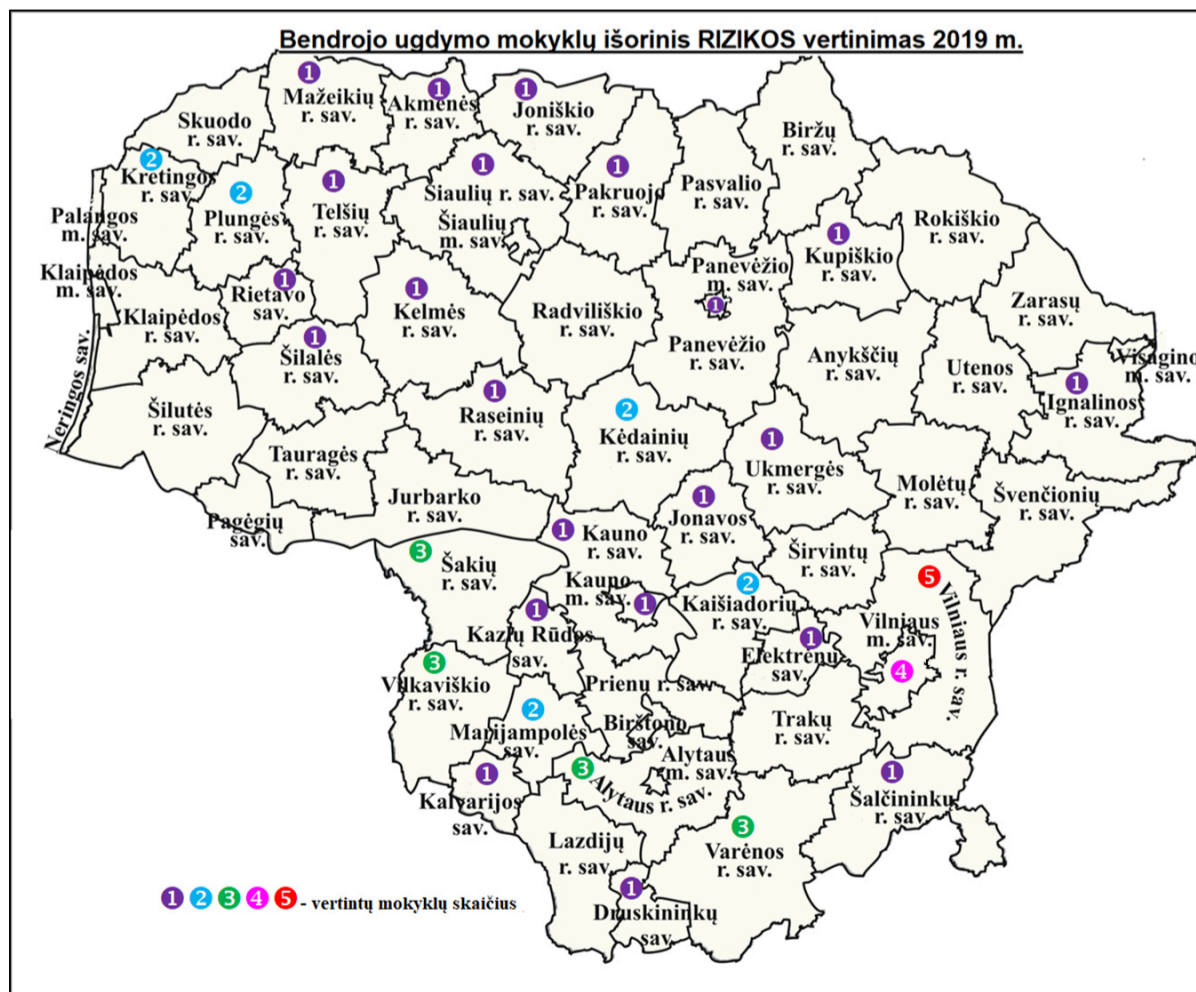 Bendrojo ugdymo mokyklų išorinis RIZIKOS vertinimas 2019 m.
1
Mažeikių
r. sav.
1
Akmenės
r. sav.
1
Joniškio
r. sav.
Skuodo
r. sav.
Biržų
r. sav.
2
Kretingos
r. sav
2
Plungės
r. sav.
1
Telšių
r. sav.
1
Šiaulių r. sav.
Šiaulių
m. sav.
1
Pakruojo
r. sav.
Pasvalio
r. sav.
Rokiškio
r. sav.
Palangos
m. sav.
1
Kupiškio
r. sav.
Klaipėdos
m. sav.
Klaipėdos
r. sav.
1
Rietavo
sav.
1
Kelmės
r. sav.
Radviliškio
r. sav.
Panevėžio
m. sav.
1
Panevėžio
r. sav.
Zarasų
r. sav.
Neringos sav.
1
Šilalės
r. sav.
Anykščių
r. sav.
Utenos
r. sav.
Visagino
m. sav.
1
Ignalinos
r. sav.
Šilutės
r. sav.
1
Raseinių
r. sav.
2
Kėdainių
r. sav.
1
Ukmergės
r. sav.
Tauragės
r. sav.
Jurbarko
r. sav.
Molėtų
r. sav.
Švenčionių
r. sav.
Pagėgių
sav.
1
Kauno
r. sav.
1
Jonavos
r. sav.
Širvintų
r. sav.
3
Šakių
r. sav.
Kauno
m. sav.
1
2
Kaišiadorių
r. sav.
5
Vilniaus r. sav.
Vilniaus
m. sav.
4
1
Kazlų Rūdos
sav.
1
Elektrėnų
sav.
3
Vilkaviškio
r. sav.
Prienų r. sav
2
Marijampolės
sav.
Birštono
sav.
Trakų
r. sav.
Alytaus
m. sav.
3
Alytaus r. sav.
1
Kalvarijos
sav.
1
Šalčininkų
r. sav.
Lazdijų
r. sav.
3
Varėnos
r. sav.
1
Druskininkų
sav.
1 2 3 4 5 - vertintų mokyklų skaičius